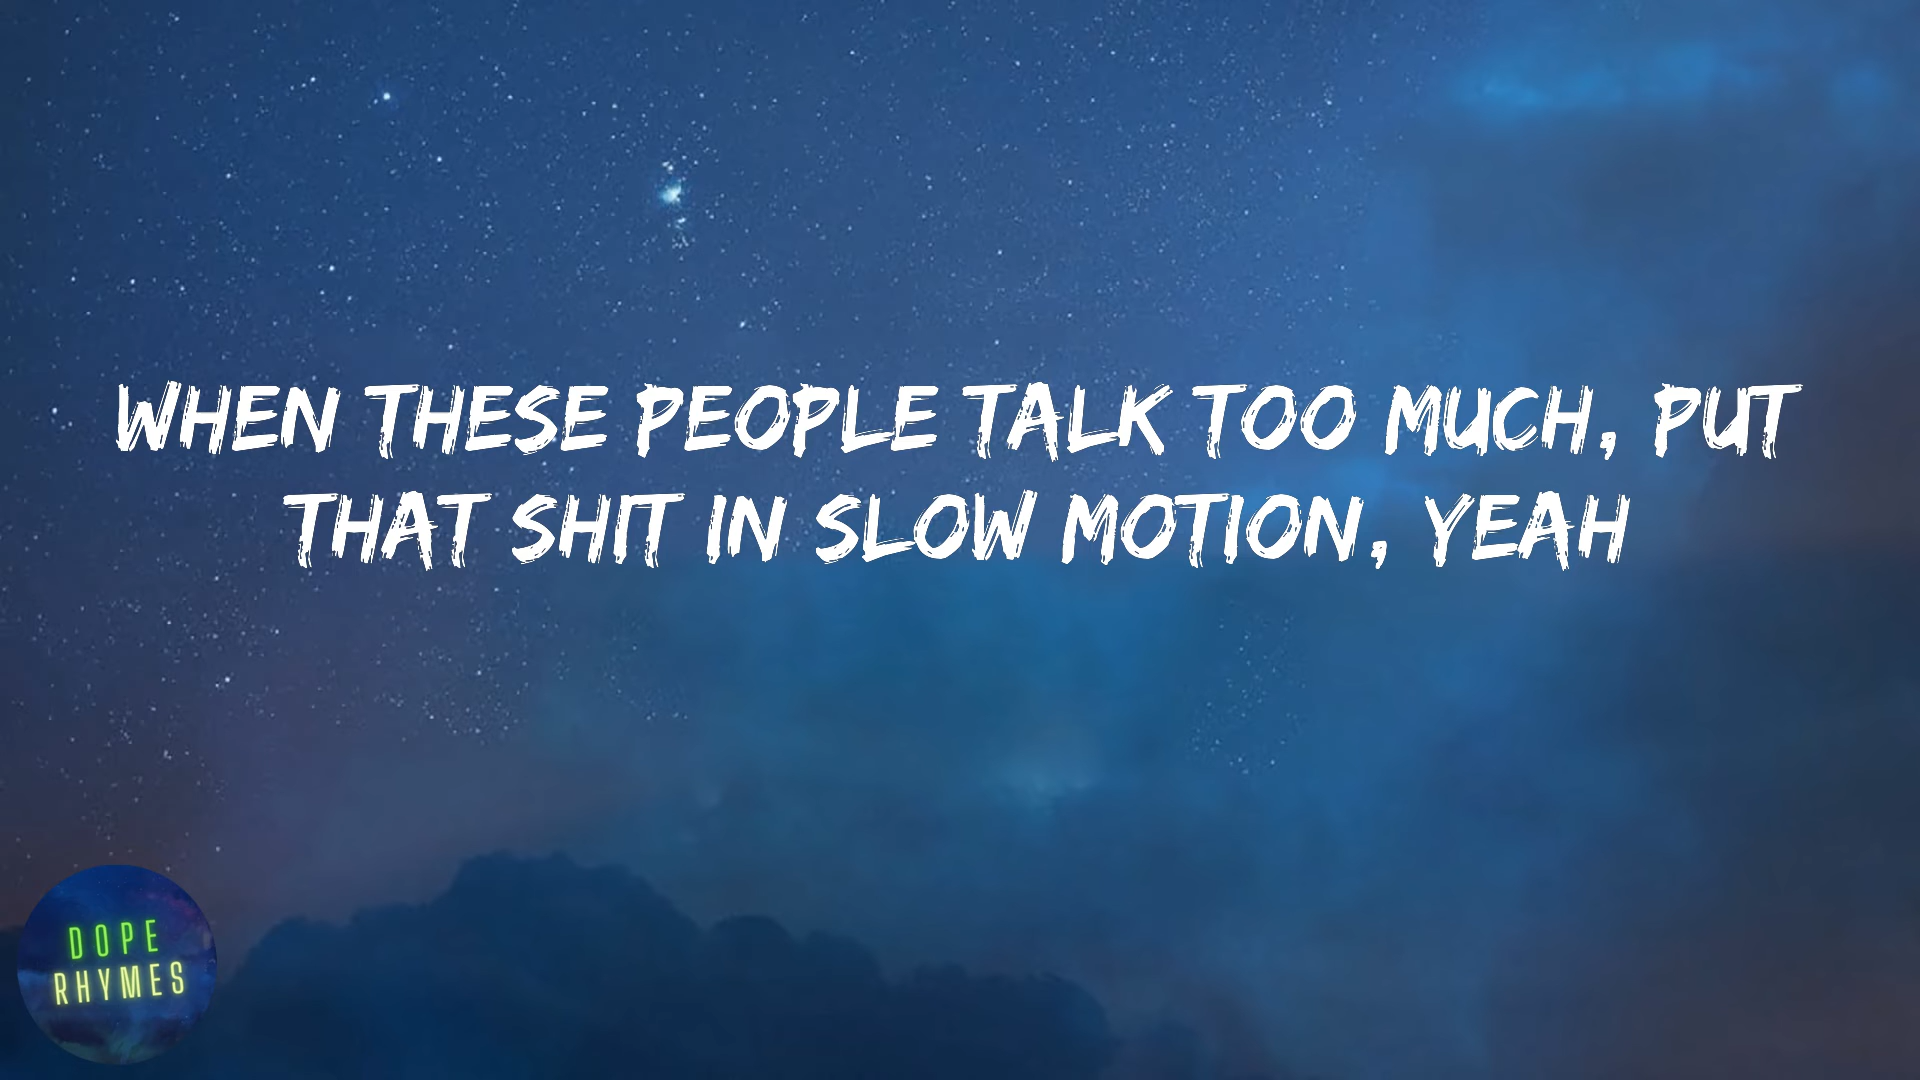 WHEN THESE PEOPLE TALK TOO MUCH, PUT
THAT SHIT IN SLOW MOTION, YEAH
DOPE
RHYMES